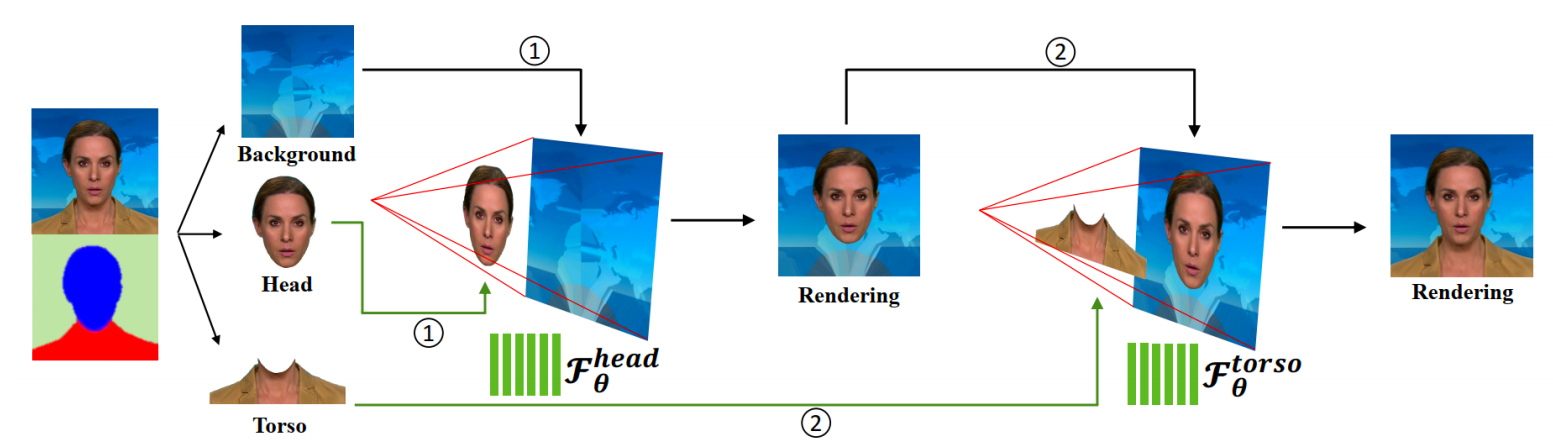 ①
②
Background
Head
①
Rendering
Rendering
𝓕_θ^head
𝓕_θ^torso
②
Torso